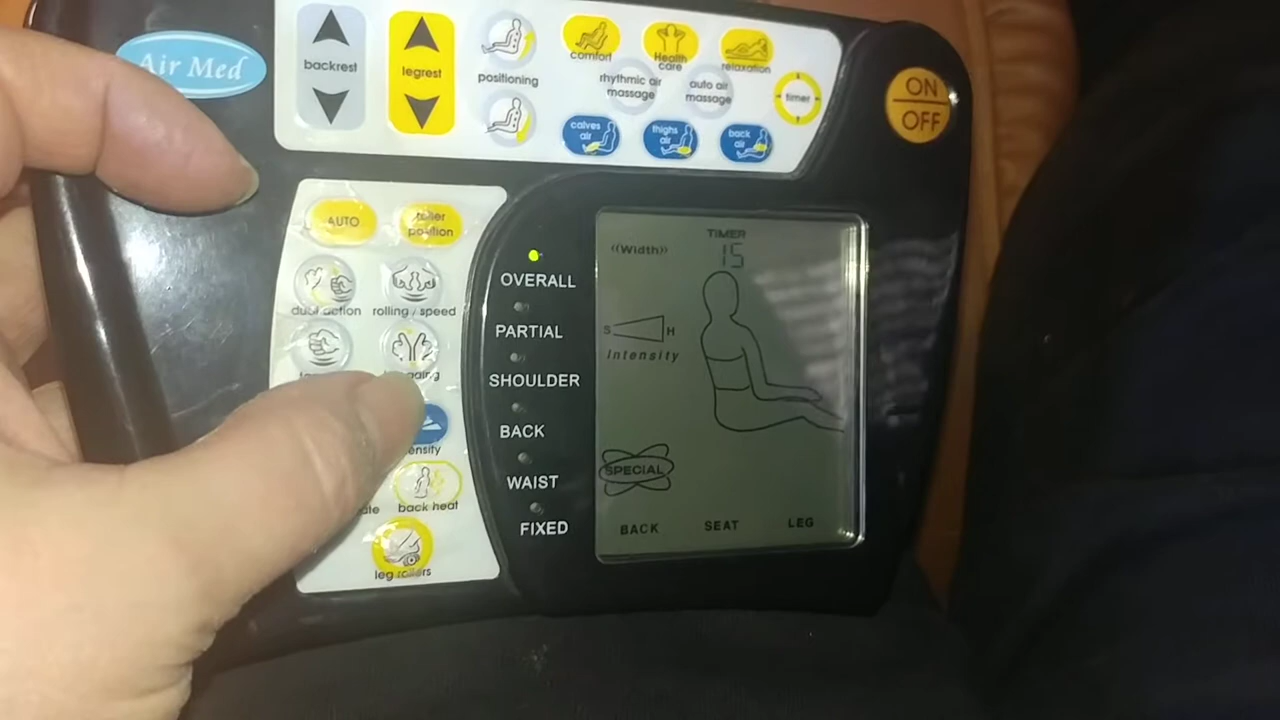 Air Med
backrest
legrest
positioning
comfort
Health
care
relaxation
rhythmic air
massage
auto air
massage
timer
calves
air
thighs
air
back
air
ON
OFF
AUTO
roller
position
dual action
rolling / speed
back heat
leg rollers
OVERALL
PARTIAL
SHOULDER
BACK
WAIST
FIXED
((Width))
TIMER
15
S H
Intensity
SPECIAL
BACK SEAT LEG